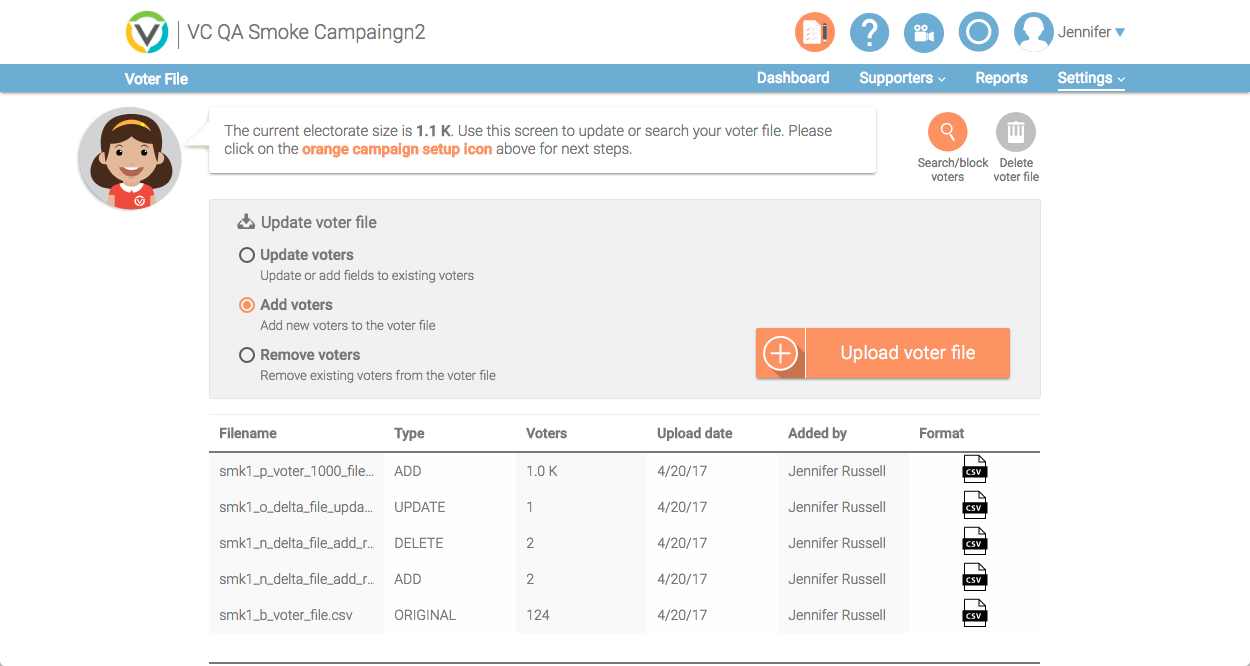 VC QA Smoke Campaingn2
Jennifer
Voter File
Dashboard
Supporters
Reports
Settings
The current electorate size is 1.1 K. Use this screen to update or search your voter file. Please
click on the orange campaign setup icon above for next steps.
Search/block
voters
Delete
voter file
Update voter file
Update voters
Update or add fields to existing voters
Add voters
Add new voters to the voter file
Remove voters
Remove existing voters from the voter file
Upload voter file
Filename Type Voters Upload date Added by Format
smk1_p_voter_1000_file... ADD 1.0 K 4/20/17 Jennifer Russell CSV
smk1_o_delta_file_upda... UPDATE 1 4/20/17 Jennifer Russell CSV
smk1_n_delta_file_add_r... DELETE 2 4/20/17 Jennifer Russell CSV
smk1_n_delta_file_add_r... ADD 2 4/20/17 Jennifer Russell CSV
smk1_b_voter_file.csv ORIGINAL 124 4/20/17 Jennifer Russell CSV